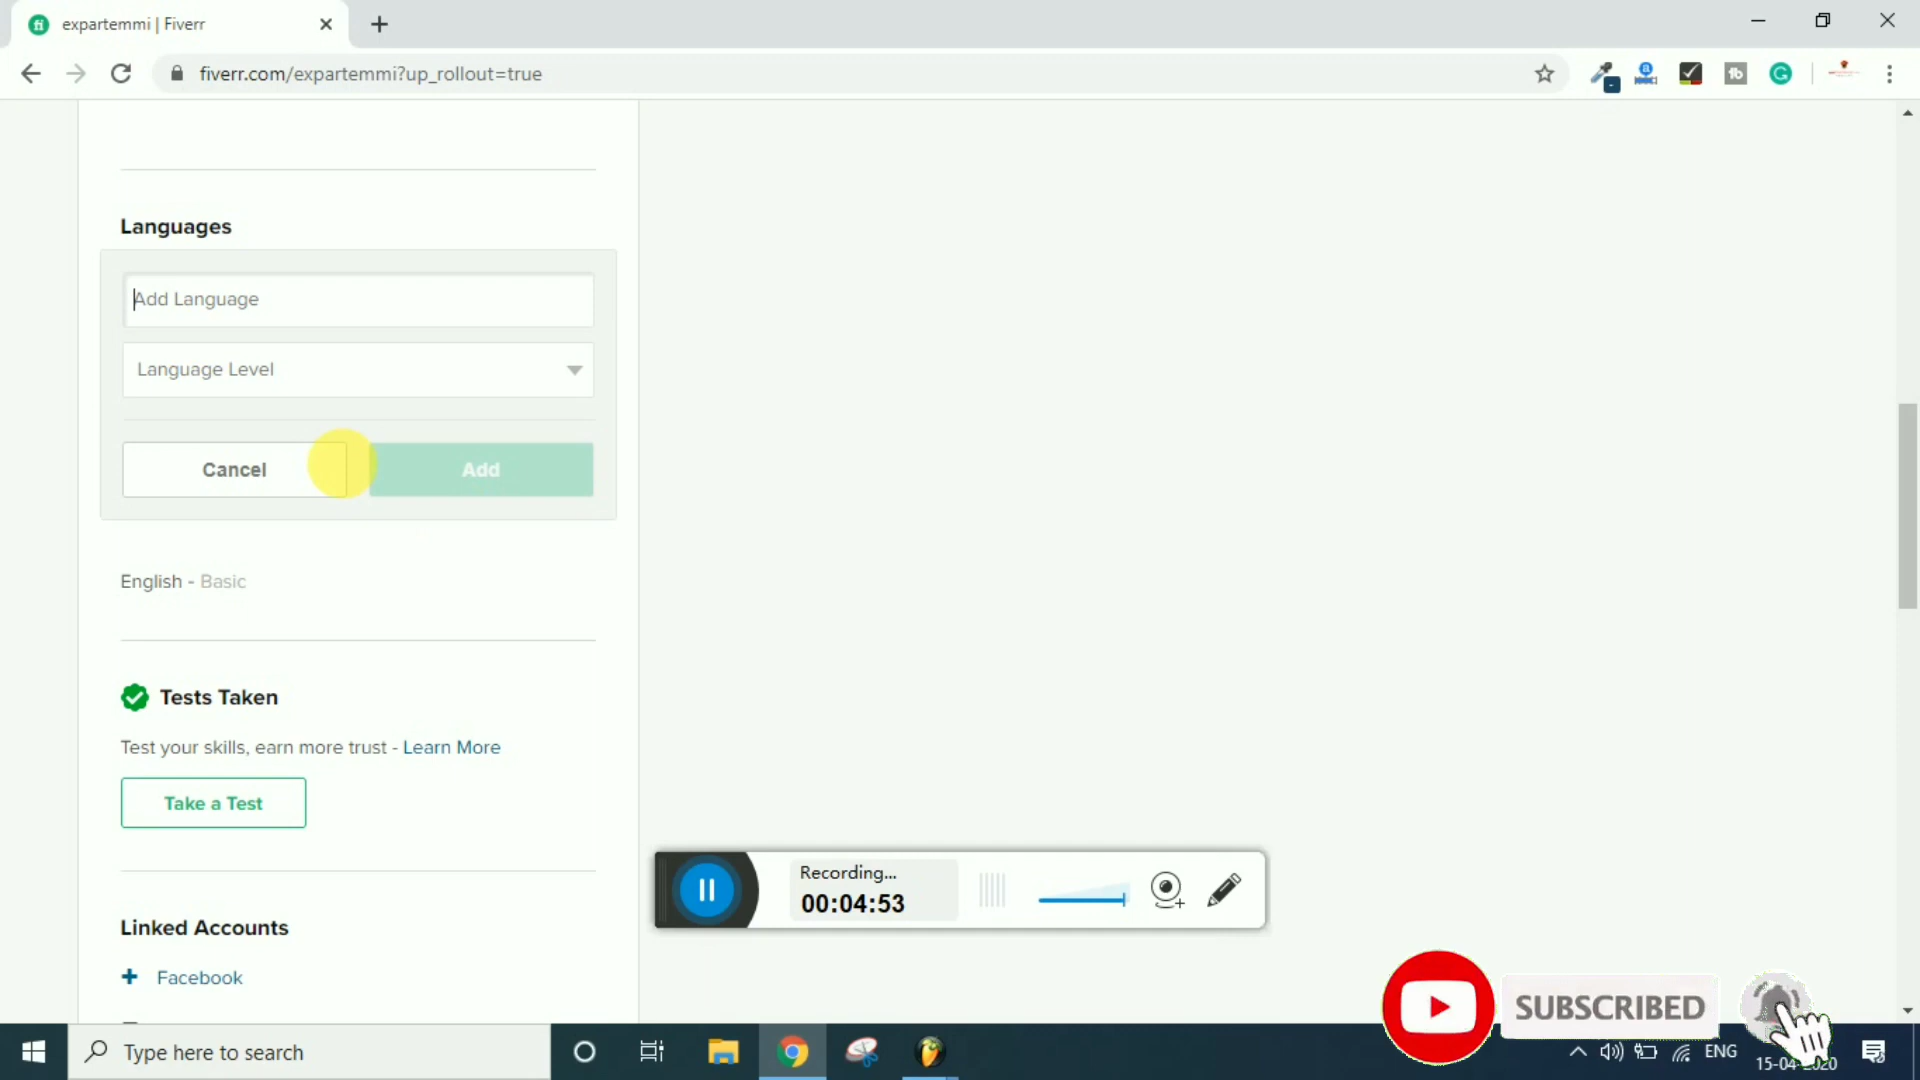 expartemmi | Fiverr
fiverr.com/expartemmi?up_rollout=true
Languages
Add Language
Language Level
Cancel
Add
English - Basic
Tests Taken
Test your skills, earn more trust - Learn More
Take a Test
Linked Accounts
Facebook
Recording...
00:04:53
SUBSCRIBED
Type here to search
ENG